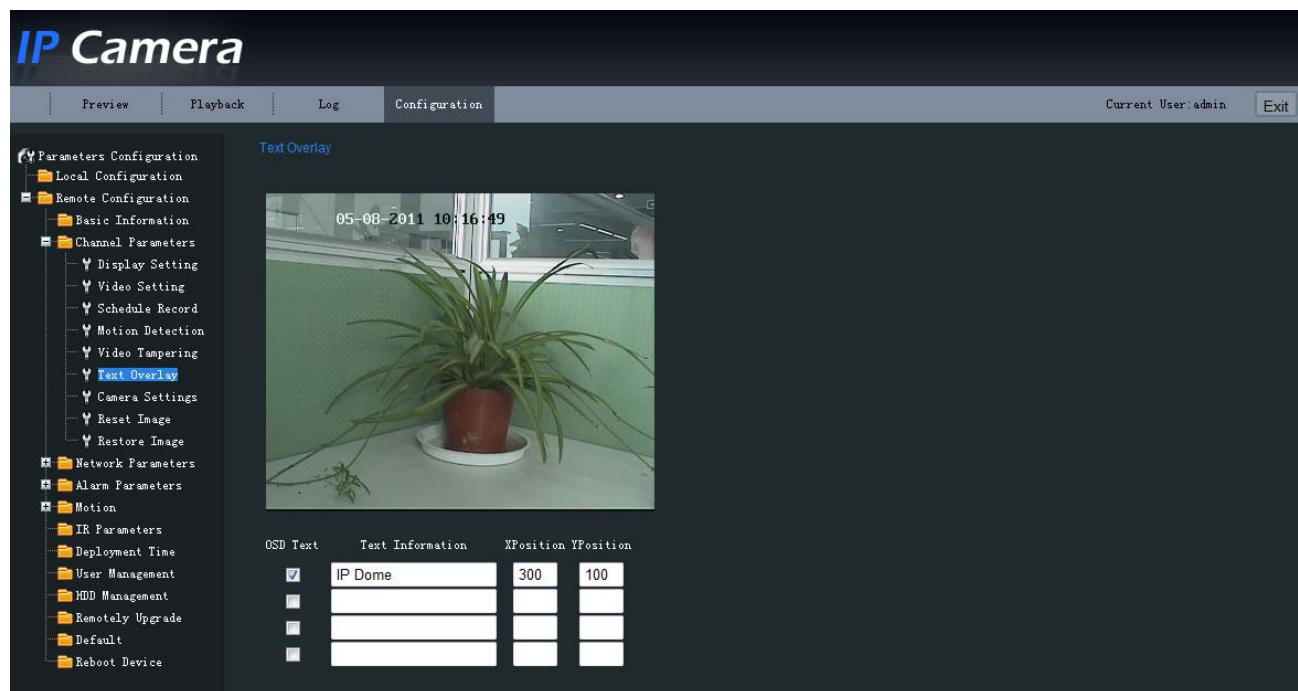 IP Camera
Preview Playback Log Configuration Current User:admin Exit
Parameters Configuration
Local Configuration
Remote Configuration
Basic Information
Channel Parameters
Display Setting
Video Setting
Schedule Record
Motion Detection
Video Tampering
Text Overlay
Camera Settings
Reset Image
Restore Image
Network Parameters
Alarm Parameters
Motion
IR Parameters
Deployment Time
User Management
HDD Management
Remotely Upgrade
Default
Reboot Device
Text Overlay
05-08-2011 10:16:49
OSD Text Text Information XPosition YPosition
IP Dome 300 100